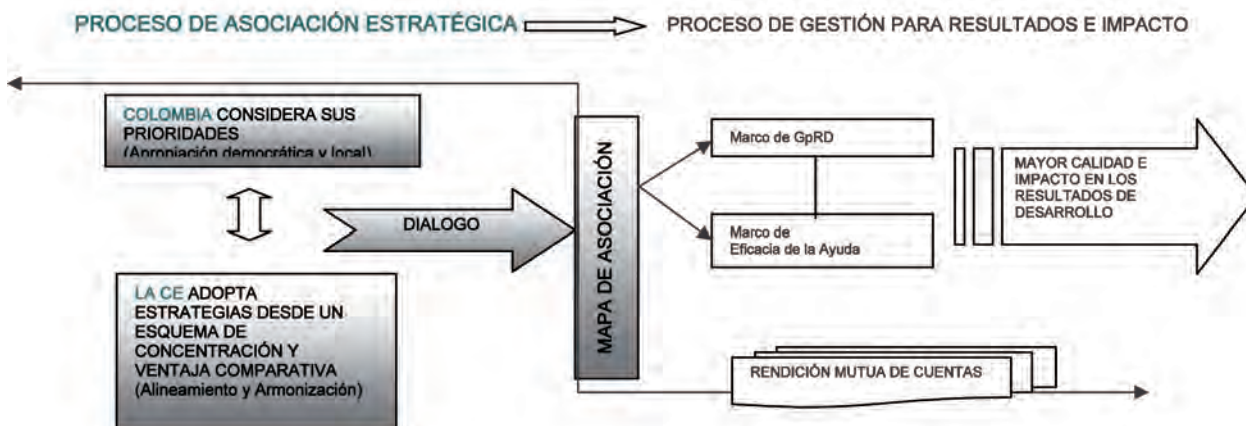 PROCESO DE ASOCIACIÓN ESTRATÉGICA
PROCESO DE GESTIÓN PARA RESULTADOS E IMPACTO
COLOMBIA CONSIDERA SUS
PRIORIDADES
(Apropiación democrática y local)
LA CE ADOPTA
ESTRATEGIAS DESDE UN
ESQUEMA DE
CONCENTRACIÓN Y
VENTAJA COMPARATIVA
(Alineamiento y Armonización)
DIALOGO
MAPA DE ASOCIACIÓN
Marco de GpRD
Marco de
Eficacia de la Ayuda
MAYOR CALIDAD E
IMPACTO EN LOS
RESULTADOS DE
DESARROLLO
RENDICIÓN MUTUA DE CUENTAS